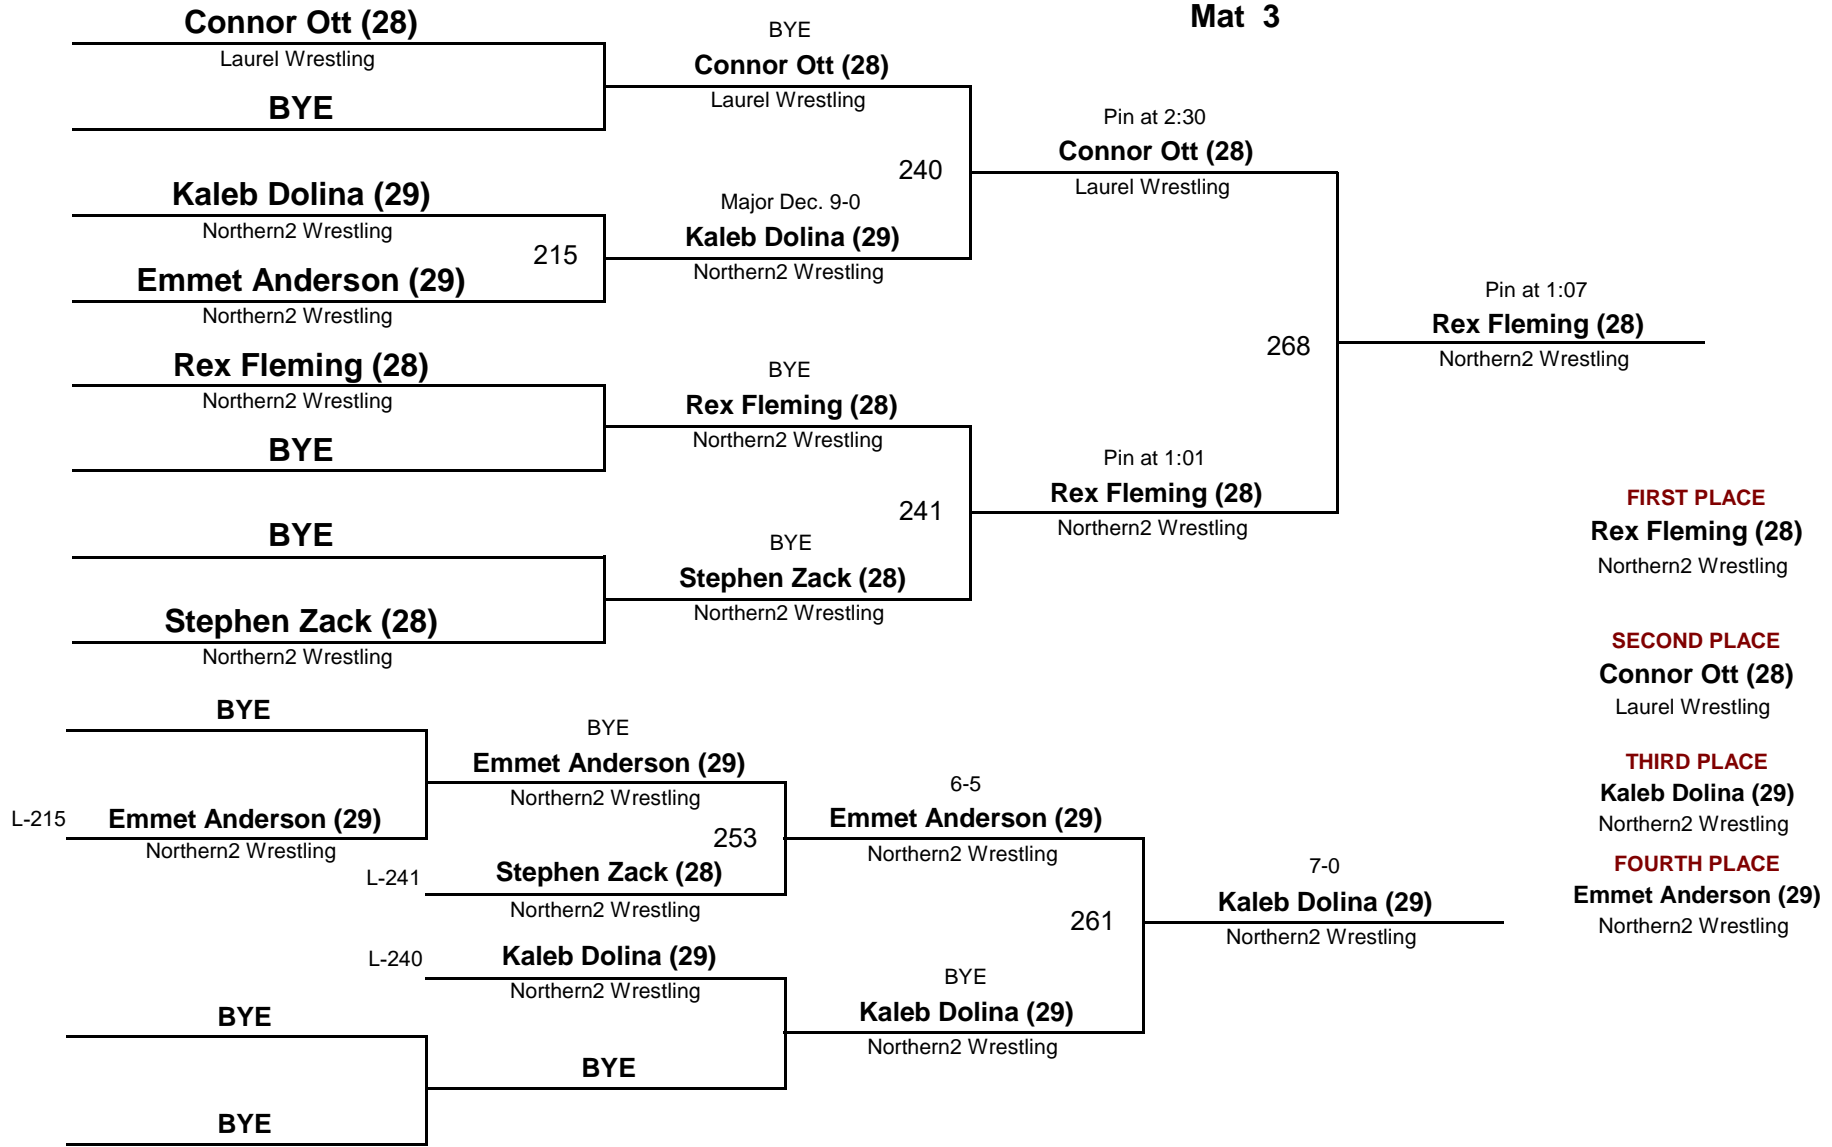 Mat 3
Connor Ott (28)
Laurel Wrestling
BYE
Kaleb Dolina (29)
Northern2 Wrestling
215
Emmet Anderson (29)
Northern2 Wrestling
Rex Fleming (28)
Northern2 Wrestling
BYE
BYE
Stephen Zack (28)
Northern2 Wrestling
BYE
Connor Ott (28)
Laurel Wrestling
240
Major Dec. 9-0
Kaleb Dolina (29)
Northern2 Wrestling
BYE
Rex Fleming (28)
Northern2 Wrestling
241
BYE
Stephen Zack (28)
Northern2 Wrestling
Pin at 2:30
Connor Ott (28)
Laurel Wrestling
268
Pin at 1:01
Rex Fleming (28)
Northern2 Wrestling
Pin at 1:07
Rex Fleming (28)
Northern2 Wrestling
BYE
L-215
Emmet Anderson (29)
Northern2 Wrestling
BYE
BYE
BYE
Emmet Anderson (29)
Northern2 Wrestling
253
L-241
Stephen Zack (28)
Northern2 Wrestling
L-240
Kaleb Dolina (29)
Northern2 Wrestling
BYE
6-5
Emmet Anderson (29)
Northern2 Wrestling
261
BYE
Kaleb Dolina (29)
Northern2 Wrestling
7-0
Kaleb Dolina (29)
Northern2 Wrestling
FIRST PLACE
Rex Fleming (28)
Northern2 Wrestling
SECOND PLACE
Connor Ott (28)
Laurel Wrestling
THIRD PLACE
Kaleb Dolina (29)
Northern2 Wrestling
FOURTH PLACE
Emmet Anderson (29)
Northern2 Wrestling